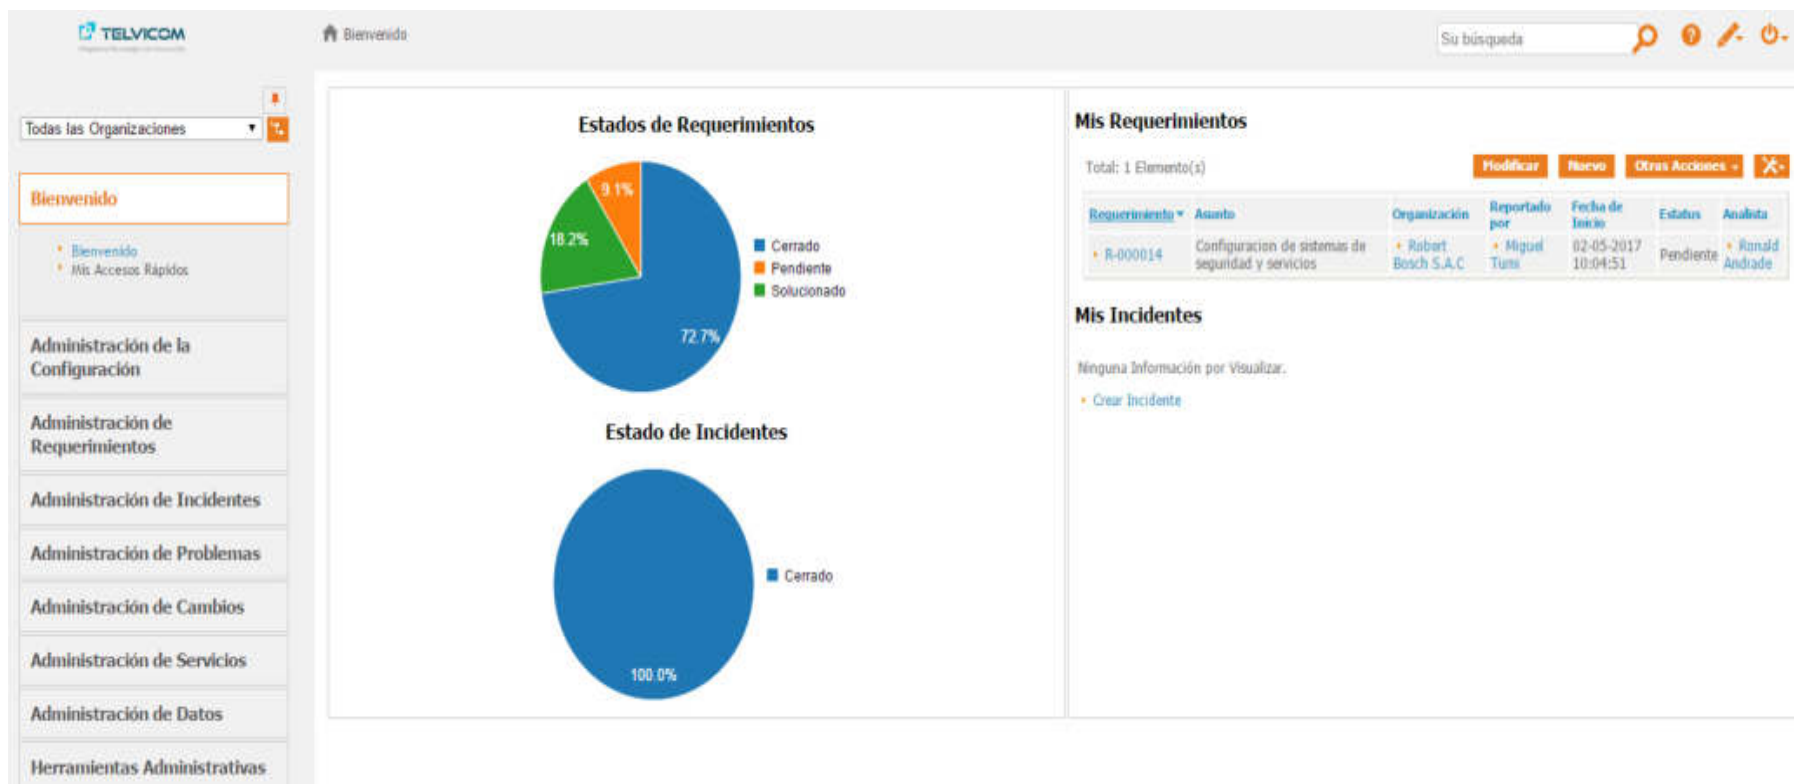 TELVICOM
Bienvenido
Su búsqueda
Todas las Organizaciones
Bienvenido
Bienvenido
Mis Accesos Rápidos
Administración de la
Configuración
Administración de
Requerimientos
Administración de Incidentes
Administración de Problemas
Administración de Cambios
Administración de Servicios
Administración de Datos
Herramientas Administrativas
Estados de Requerimientos
9.1%
18.2%
72.7%
Cerrado
Pendiente
Solucionado
Estado de Incidentes
Cerrado
100.0%
Mis Requerimientos
Total: 1 Elemento(s)
Modificar Nuevo Otras Acciones
Requerimiento Asunto Organización Reportado por Fecha de Inicio Estatus Analista
R-000014 Configuracion de sistemas de seguridad y servicios Robert Bosch S.A.C Miguel Tumi 02-05-2017 10:04:51 Pendiente Ronald Andrade
Mis Incidentes
Ninguna Información por Visualizar.
Crear Incidente